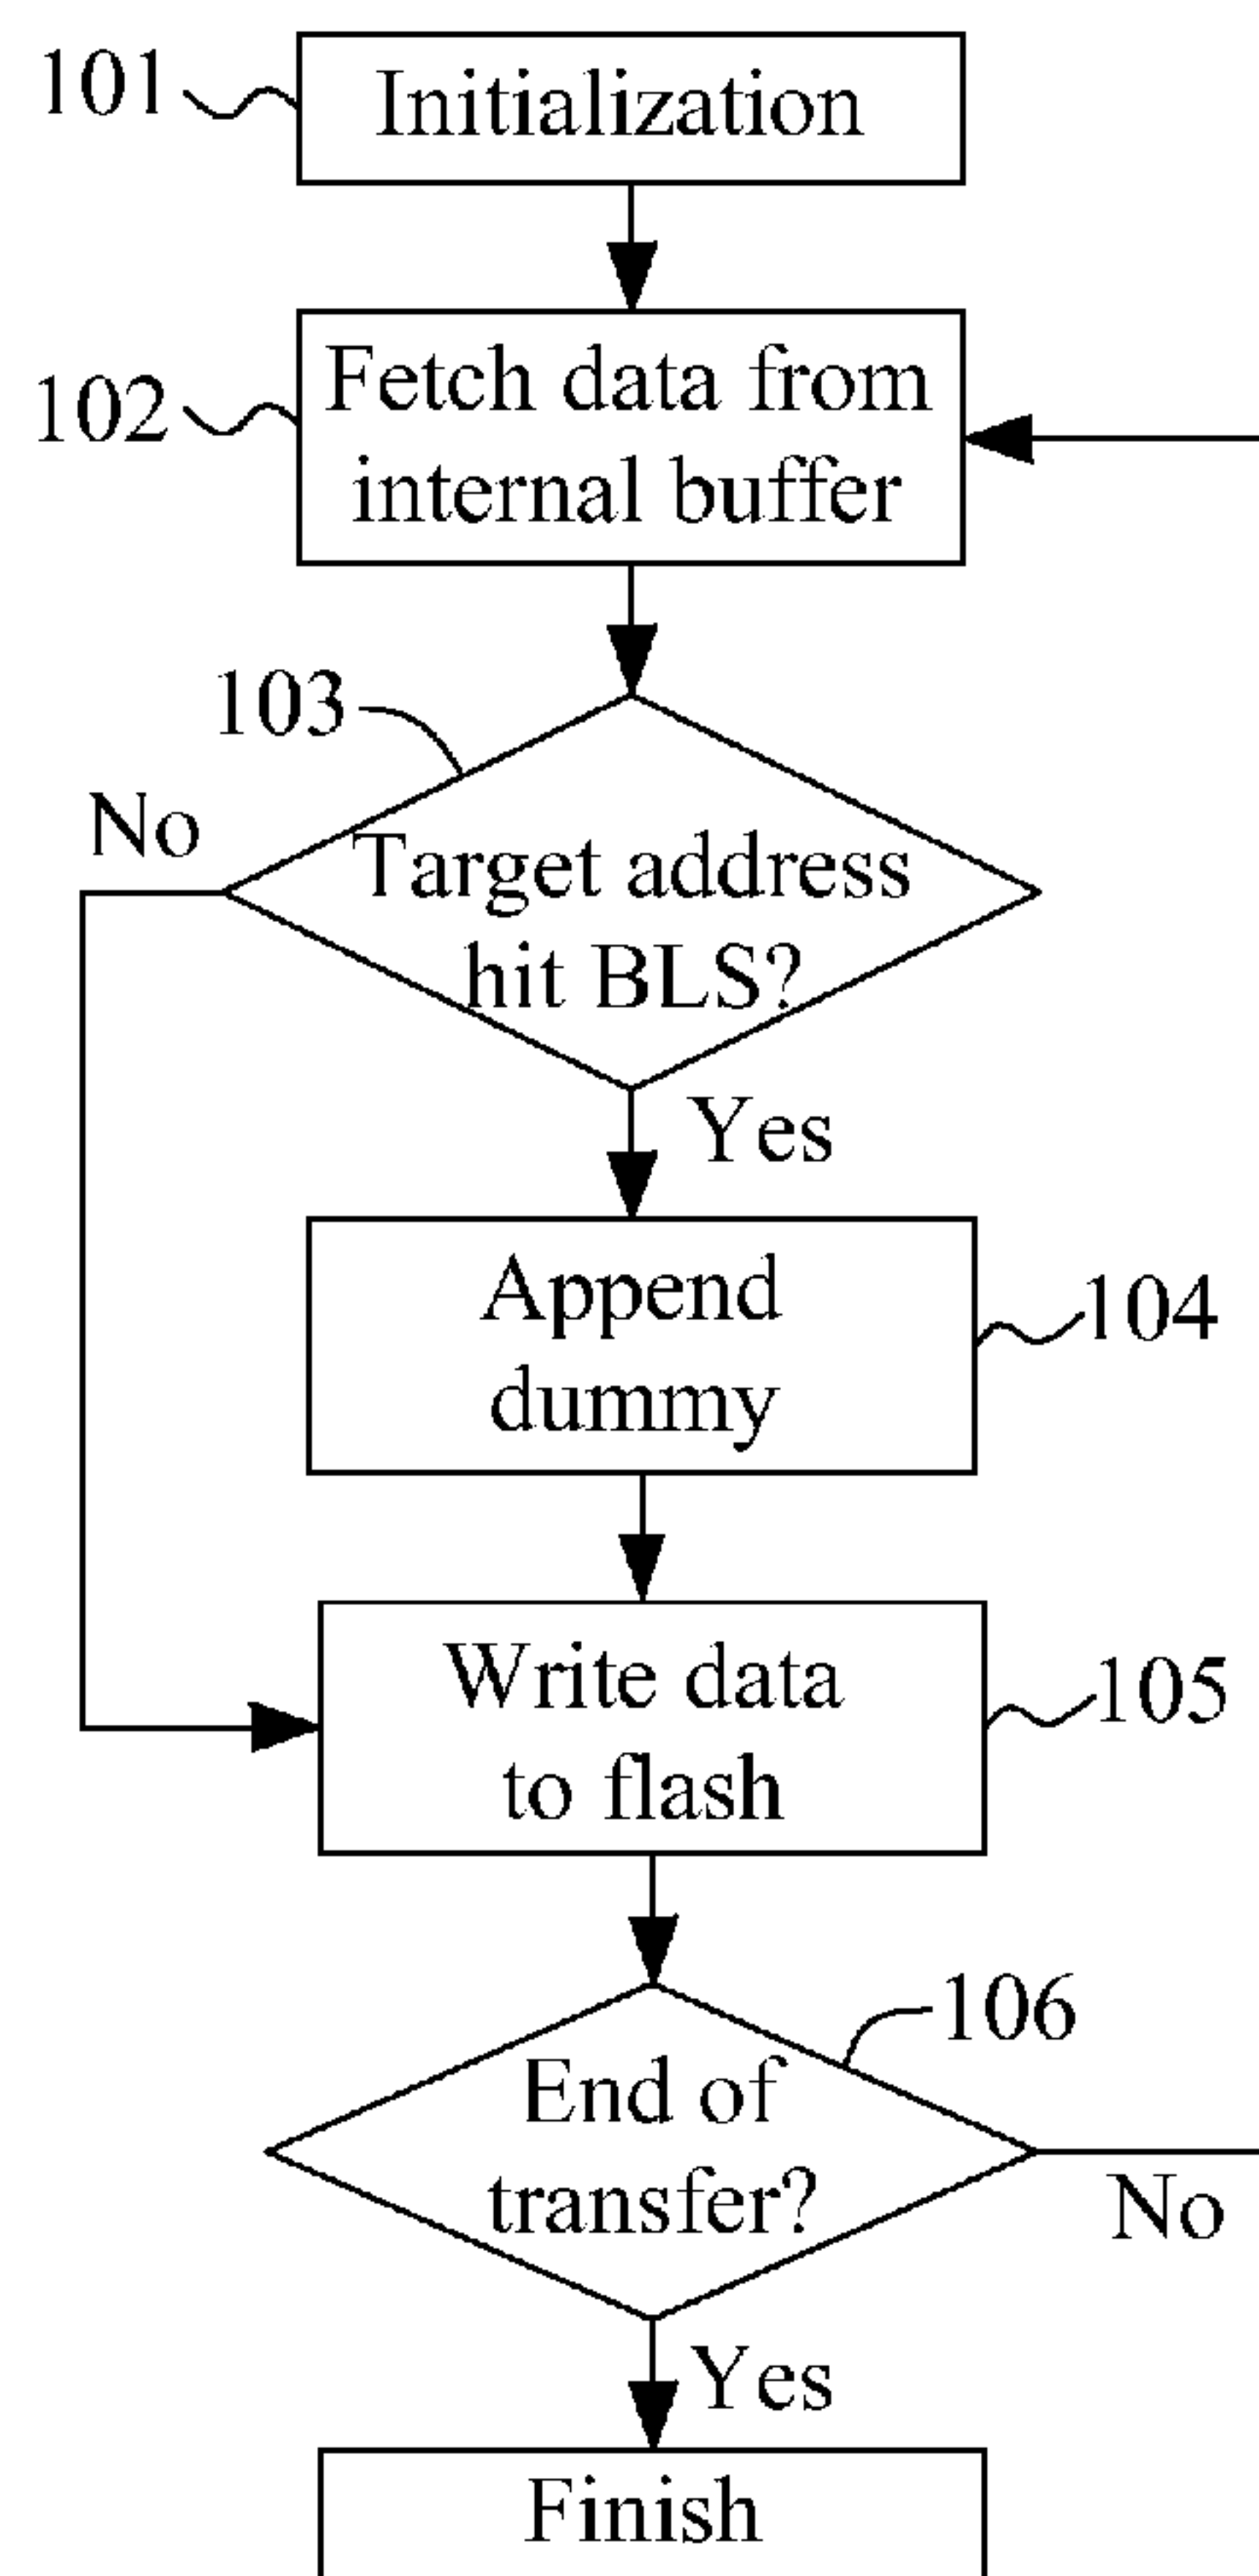 101
Initialization
102
Fetch data from
internal buffer
103
No
Target address
hit BLS?
Yes
Append
dummy
104
Write data
to flash
105
106
End of
transfer?
No
Yes
Finish